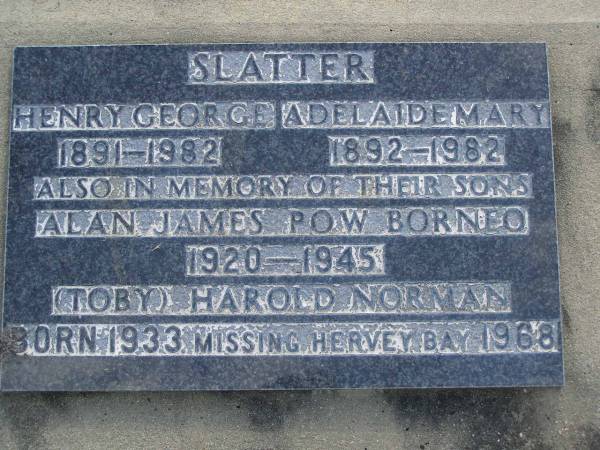 SLATTER
HENRY GEORGE ADELAIDE MARY
1891-1982 1892-1982
ALSO IN MEMORY OF THEIR SONS
ALAN JAMES POW BORNEO
1920-1945
(TOBY) HAROLD NORMAN
BORN 1933 MISSING HERVEY BAY 1968